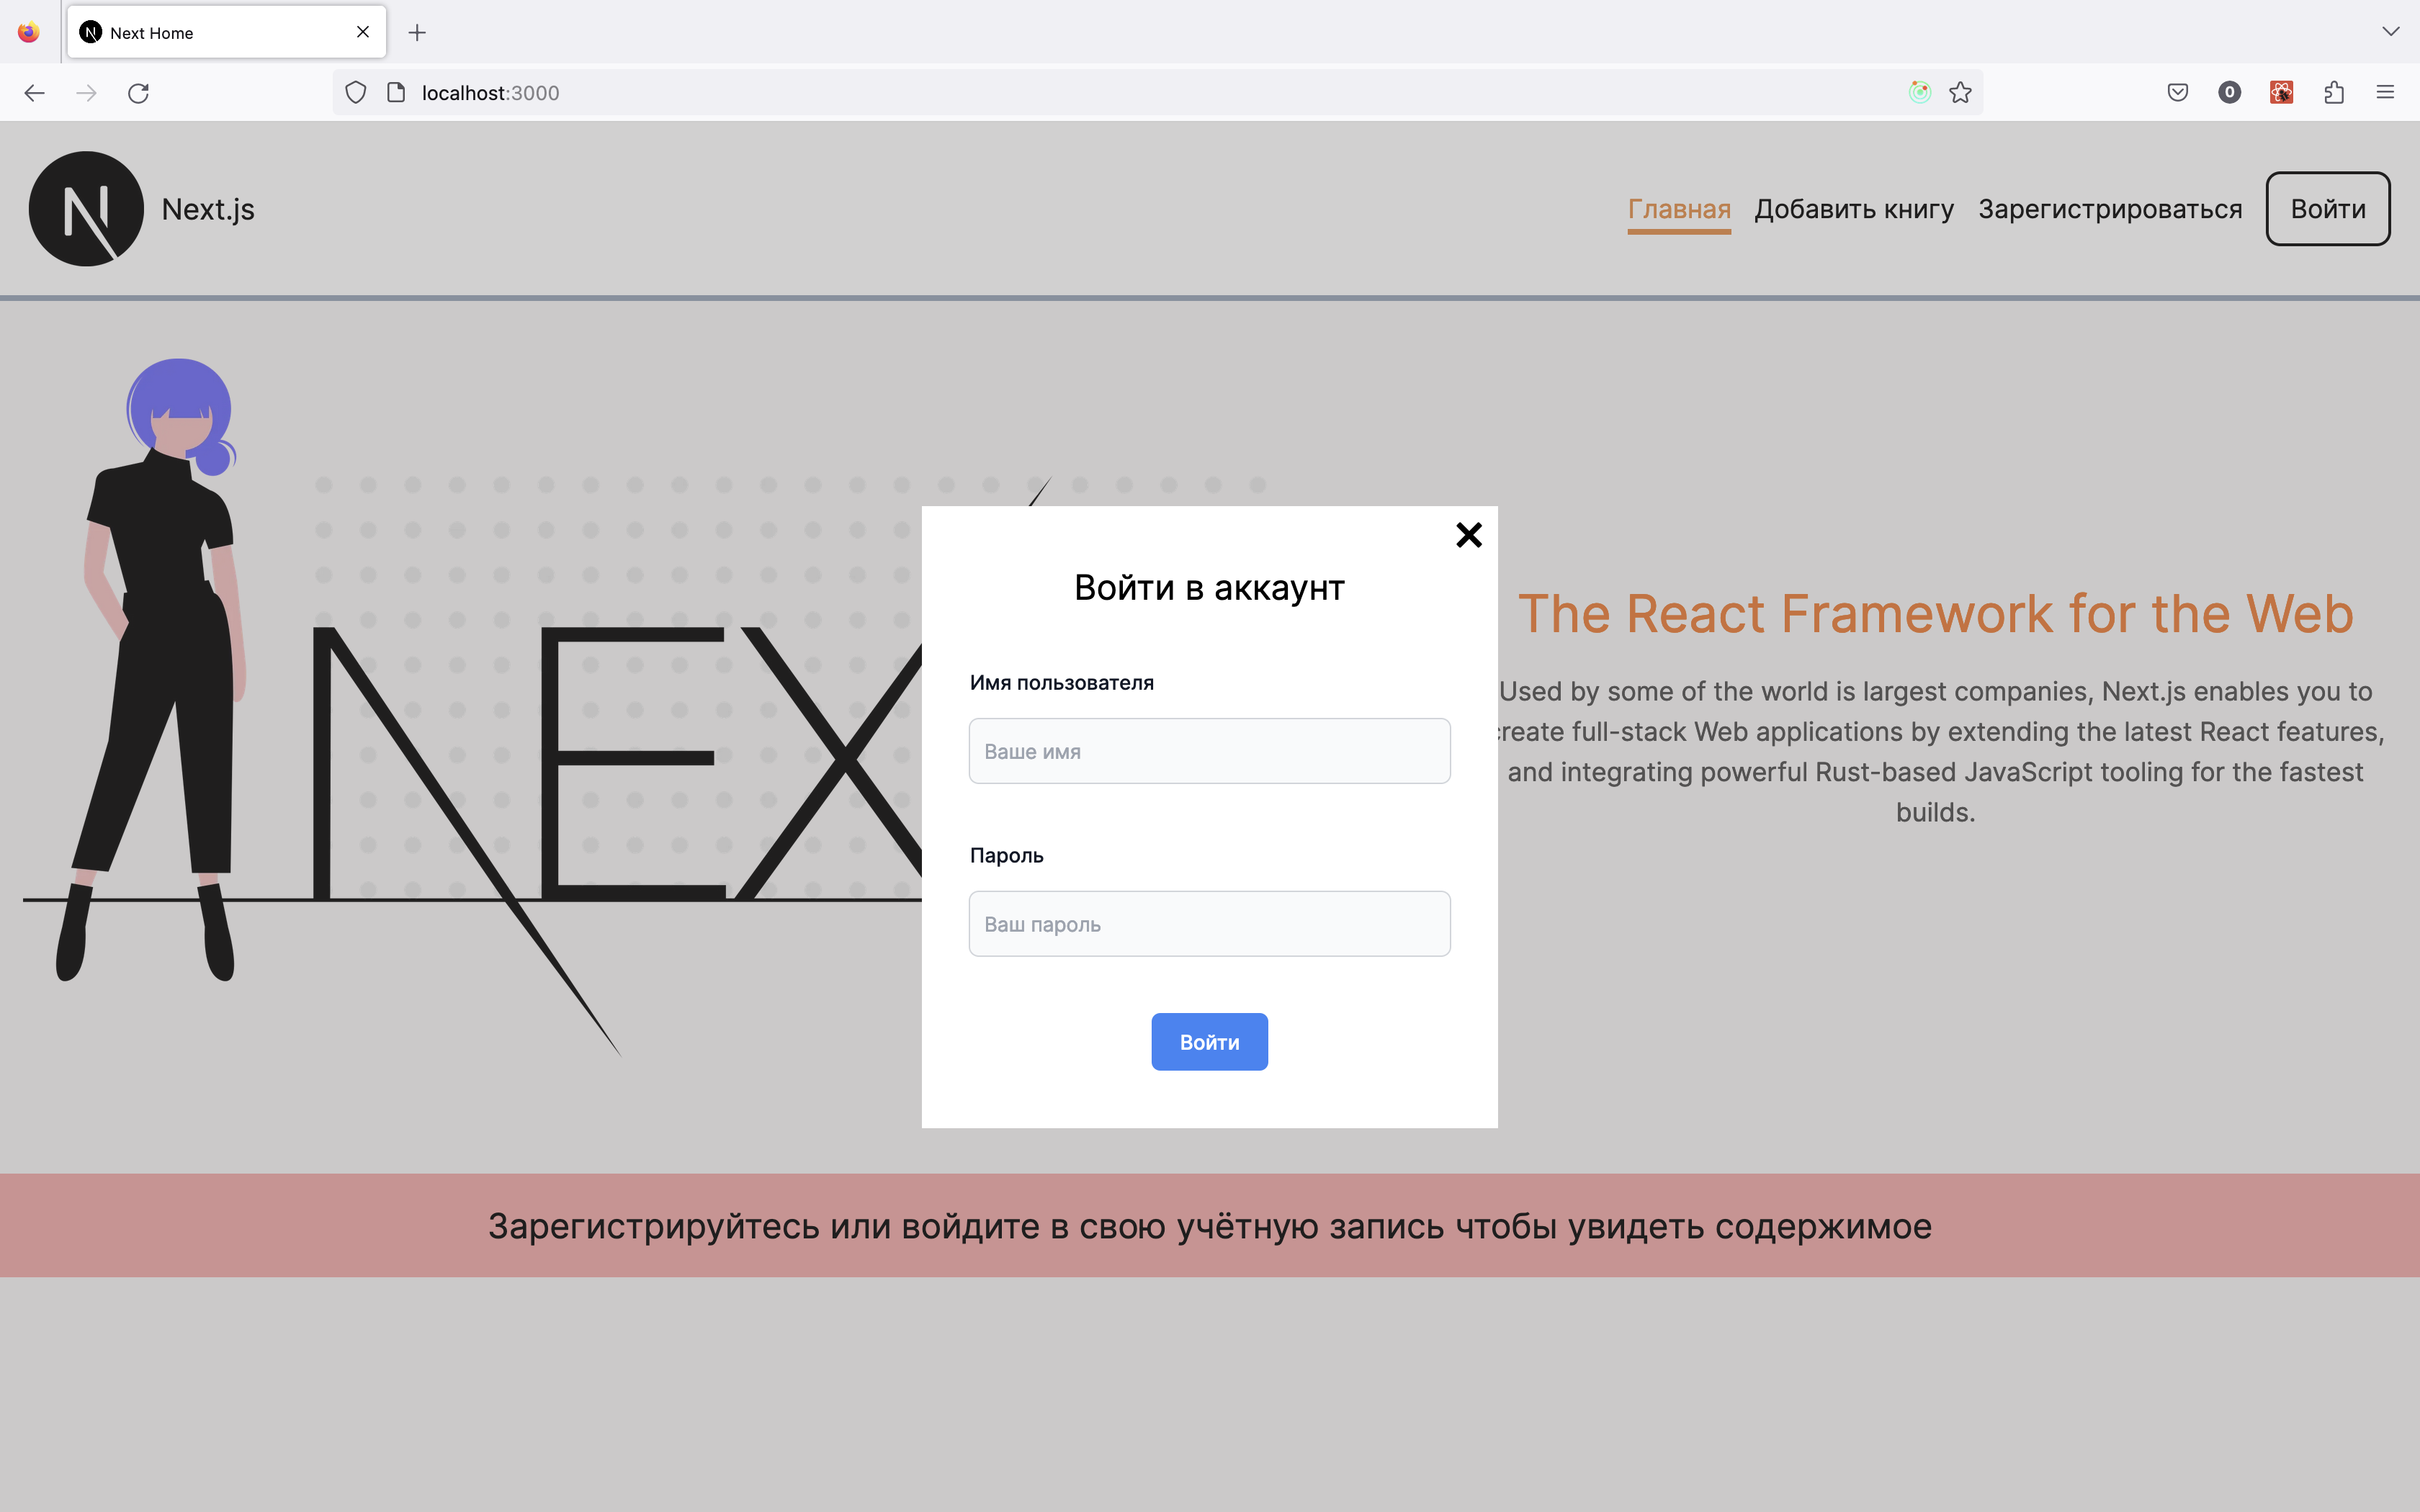 Next Home
localhost:3000
0
Next.js
Главная
Добавить книгу
Зарегистрироваться
Войти
NEX
Войти в аккаунт
Имя пользователя
Ваше имя
Пароль
Ваш пароль
Войти
The React Framework for the Web
Used by some of the world is largest companies, Next.js enables you to
create full-stack Web applications by extending the latest React features,
and integrating powerful Rust-based JavaScript tooling for the fastest
builds.
Зарегистрируйтесь или войдите в свою учётную запись чтобы увидеть содержимое